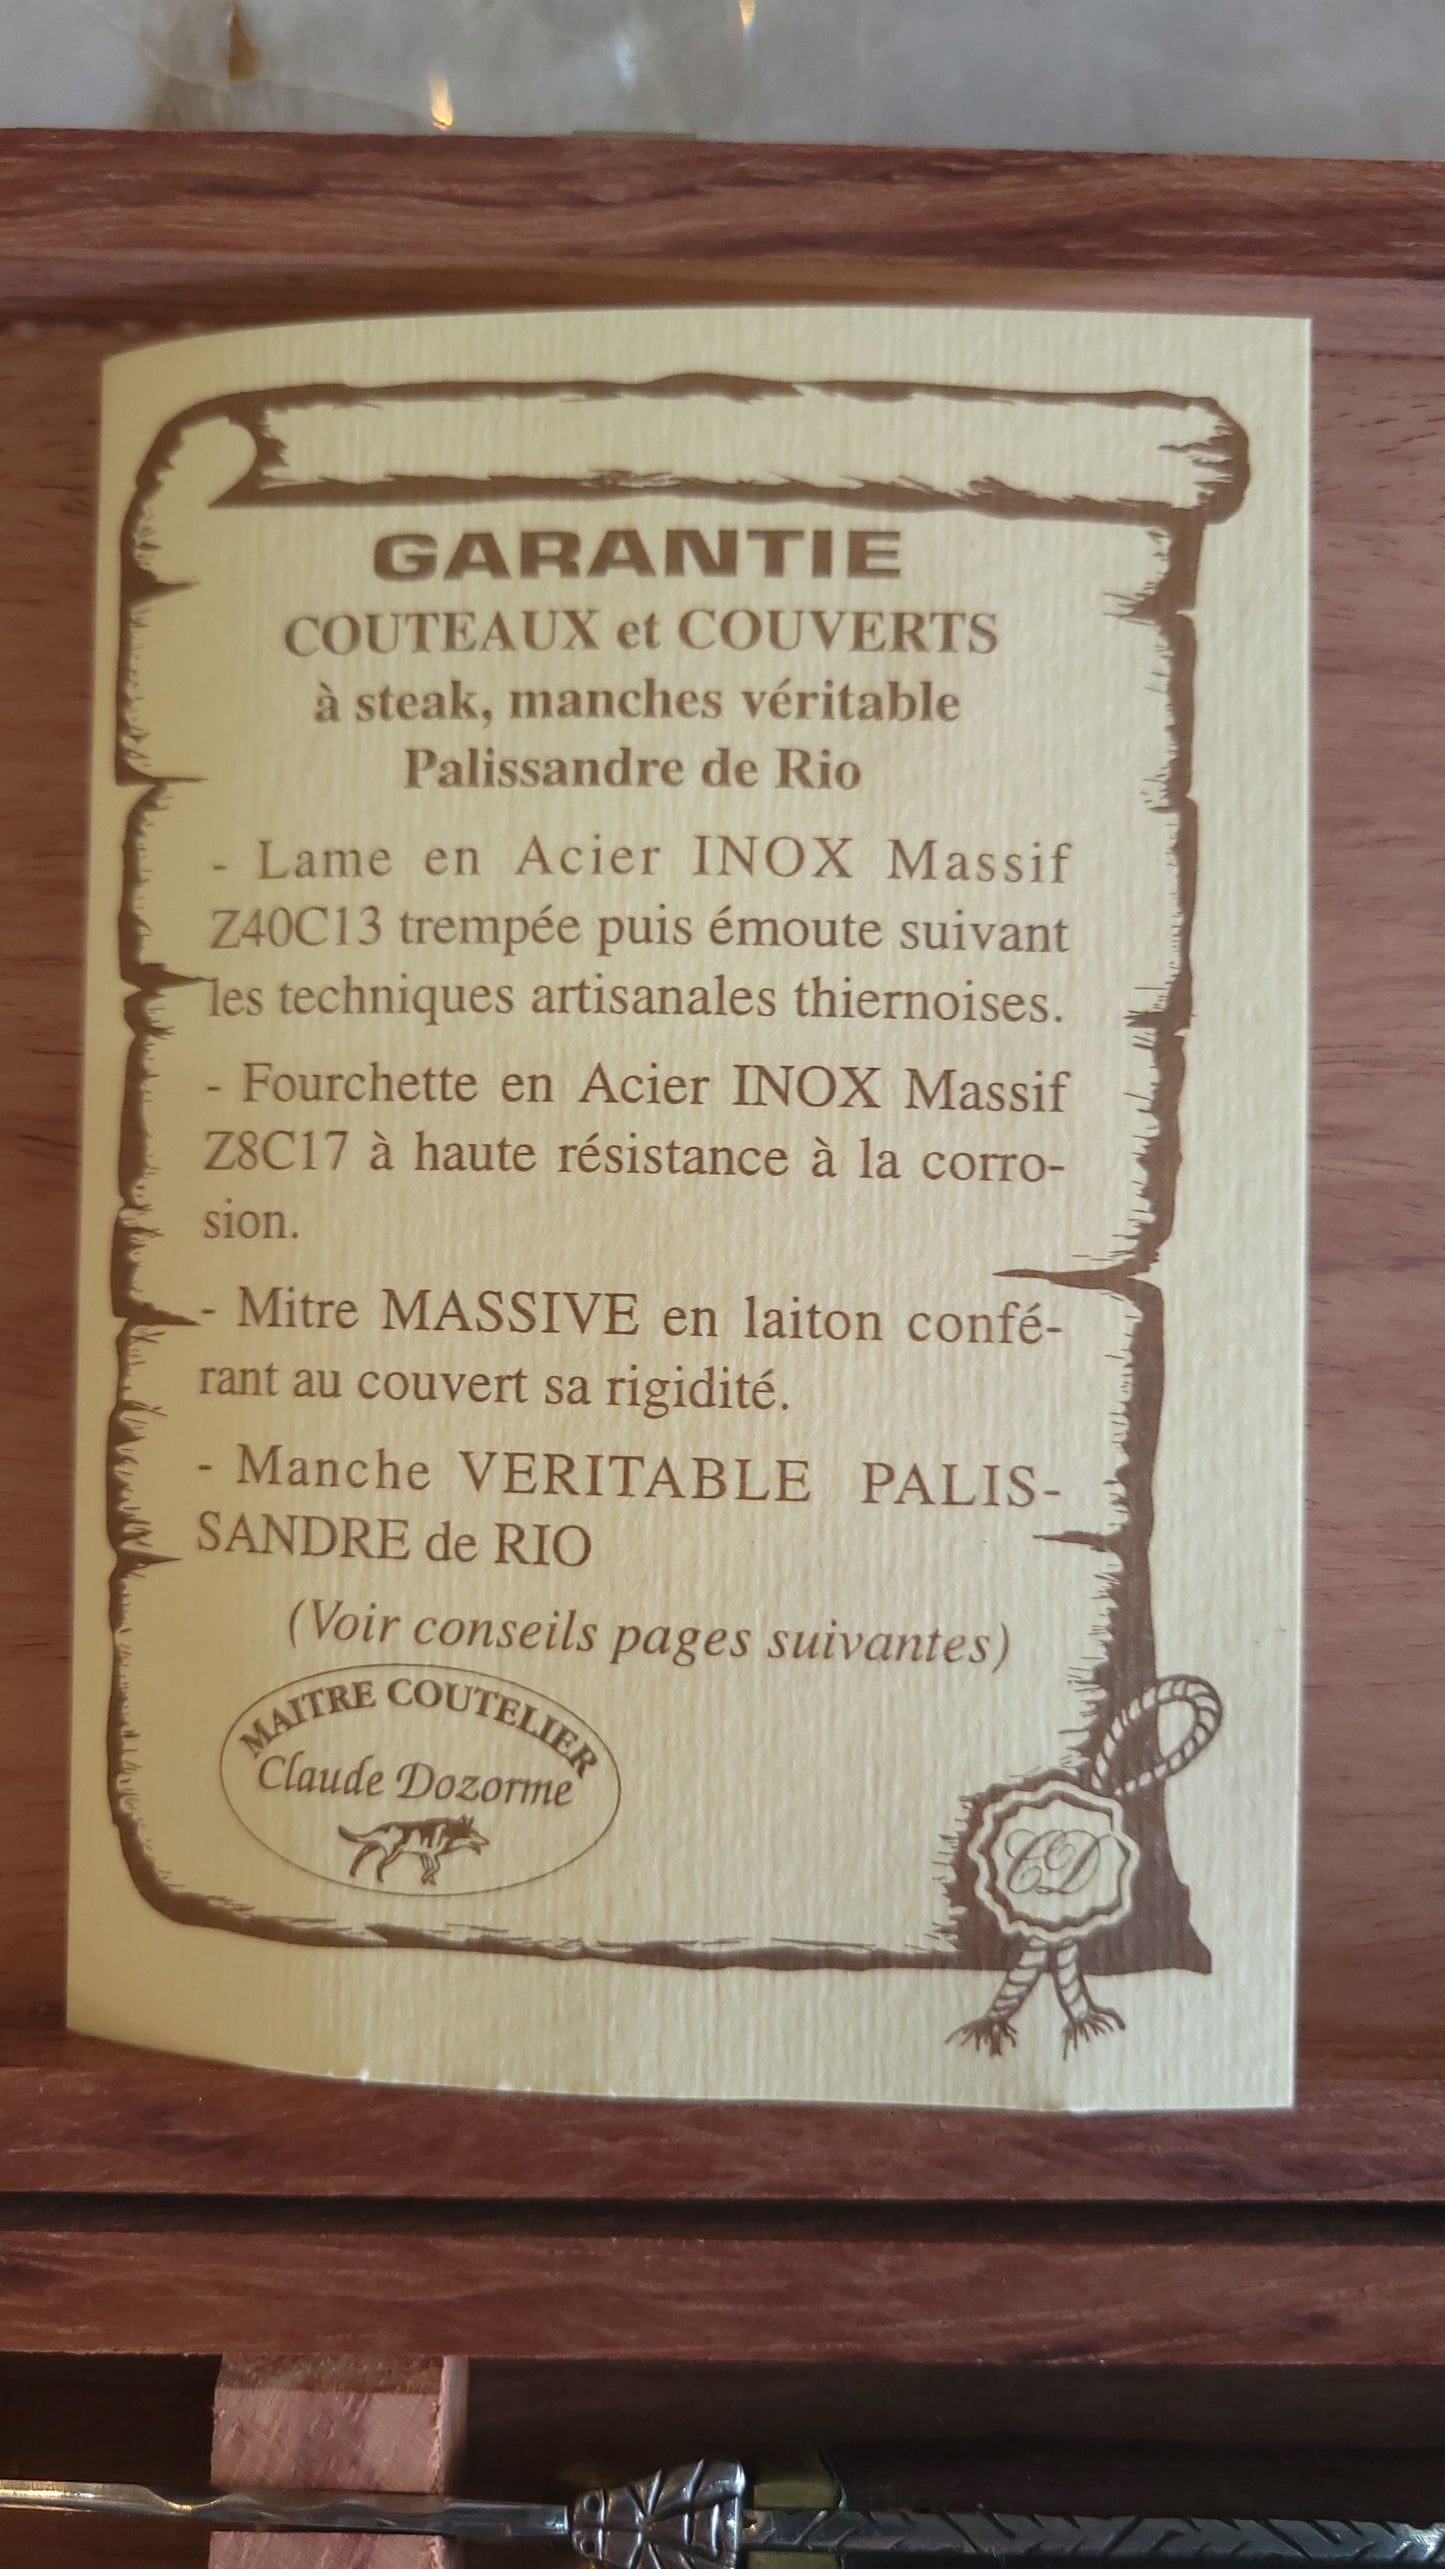 GARANTIE
COUTEAUX et COUVERTS
à steak, manches véritable
Palissandre de Rio
- Lame en Acier INOX Massif
Z40C13 trempée puis émoute suivant
les techniques artisanales thiernoises.
- Fourchette en Acier INOX Massif
Z8C17 à haute résistance à la corro-
sion.
- Mitre MASSIVE en laiton confé-
rant au couvert sa rigidité.
- Manche VERITABLE PALIS-
SANDRE de RIO
(Voir conseils pages suivantes)
MAITRE COUTELIER
Claude Dozorme
CD